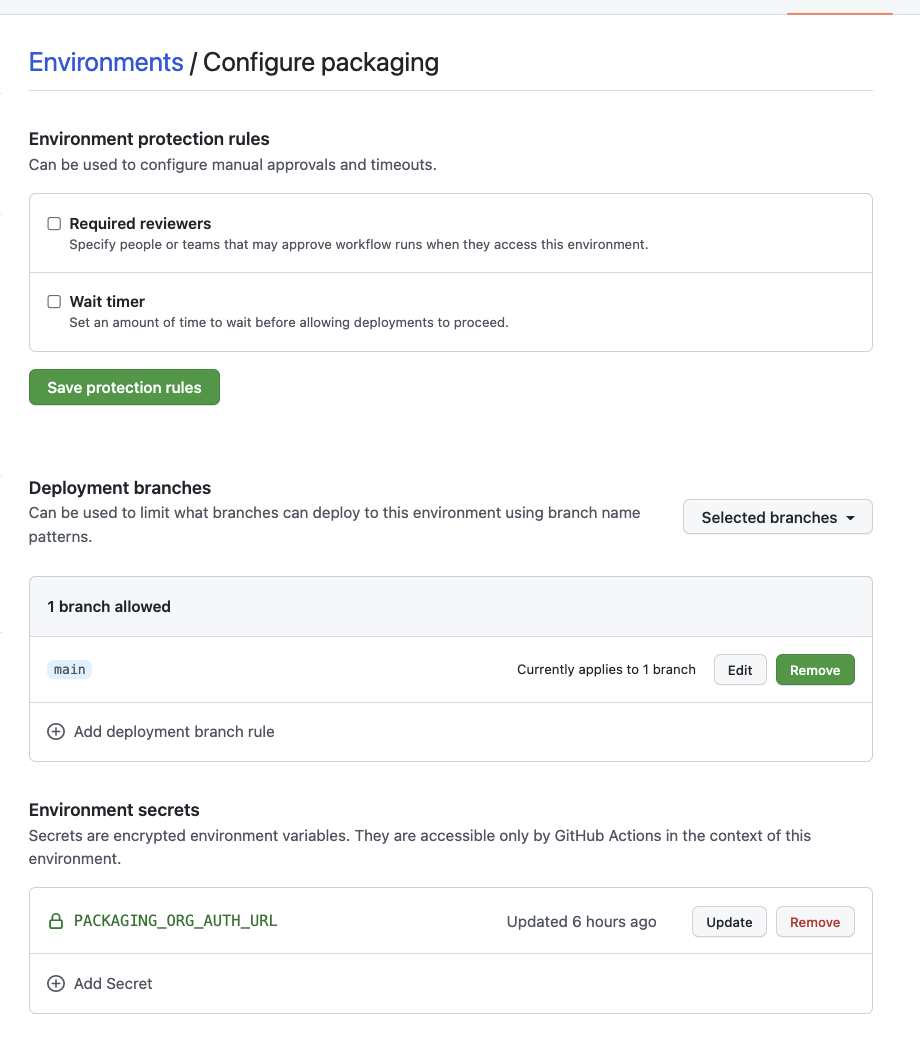 Environments / Configure packaging
Environment protection rules
Can be used to configure manual approvals and timeouts.
Required reviewers
Specify people or teams that may approve workflow runs when they access this environment.
Wait timer
Set an amount of time to wait before allowing deployments to proceed.
Save protection rules
Deployment branches
Can be used to limit what branches can deploy to this environment using branch name
patterns.
Selected branches
1 branch allowed
main Currently applies to 1 branch Edit Remove
Add deployment branch rule
Environment secrets
Secrets are encrypted environment variables. They are accessible only by GitHub Actions in the context of this
environment.
PACKAGING_ORG_AUTH_URL Updated 6 hours ago Update Remove
Add Secret